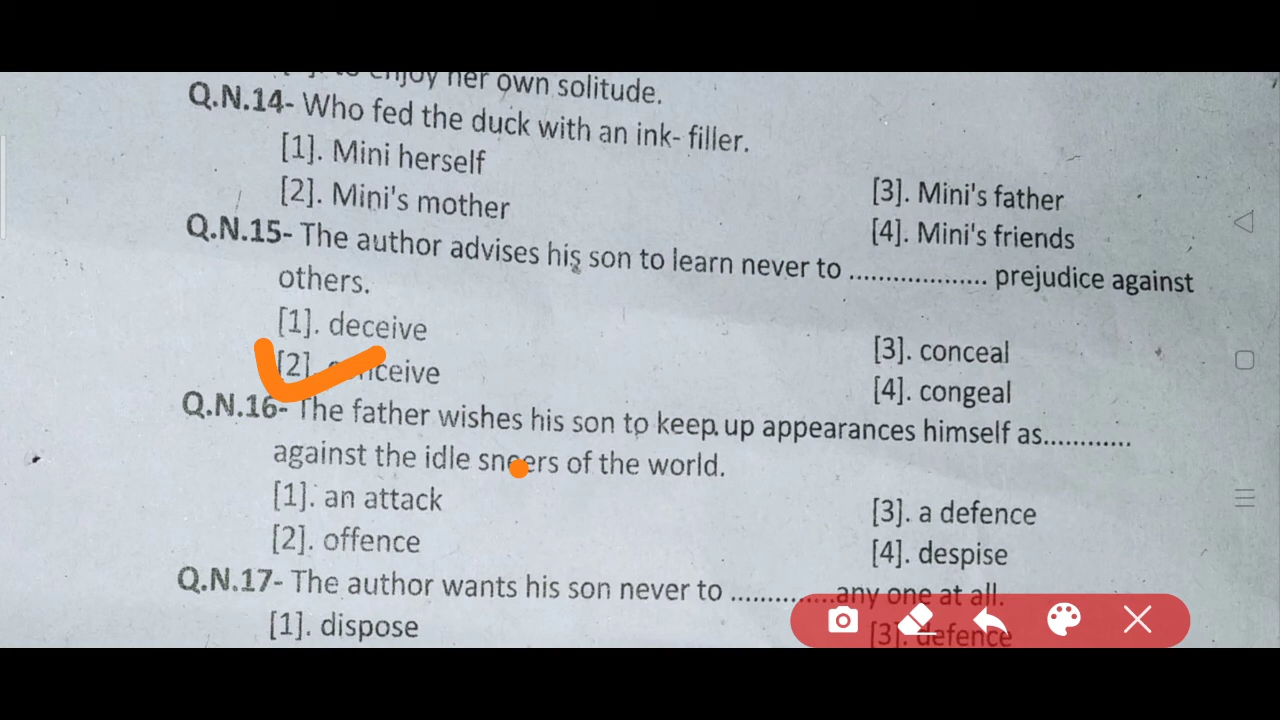 to enjoy her own solitude.
Q.N.14- Who fed the duck with an ink- filler.
[1]. Mini herself
[2]. Mini's mother
[3]. Mini's father
[4]. Mini's friends
Q.N.15- The author advises his son to learn never to ................... prejudice against
others.
[1]. deceive
[2]. conceive
[3]. conceal
[4]. congeal
Q.N.16- The father wishes his son to keep up appearances himself as............
against the idle sneers of the world.
[1]. an attack
[2]. offence
[3]. a defence
[4]. despise
Q.N.17- The author wants his son never to ..............any one at all.
[1]. dispose
[3]. defence